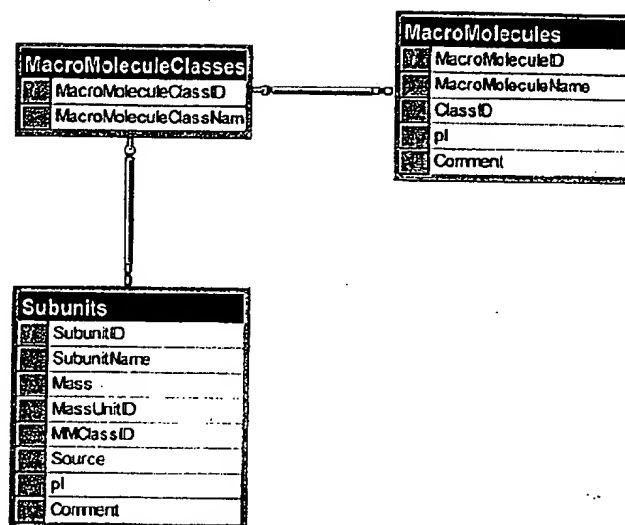 MacroMoleculeClasses
MacroMoleculeClassID
MacroMoleculeClassNam
MacroMolecules
MacroMoleculeID
MacroMoleculeName
ClassID
pI
Comment
Subunits
SubunitID
SubunitName
Mass
MassUnitID
MMClassID
Source
pI
Comment